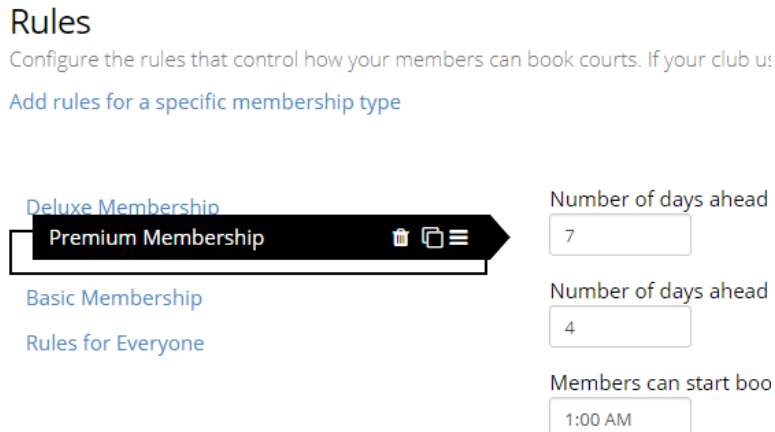 Rules
Configure the rules that control how your members can book courts. If your club
Add rules for a specific membership type
Deluxe Membership
Premium Membership
Basic Membership
Rules for Everyone
Number of days ahead
7
Number of days ahead
4
Members can start
1:00 AM